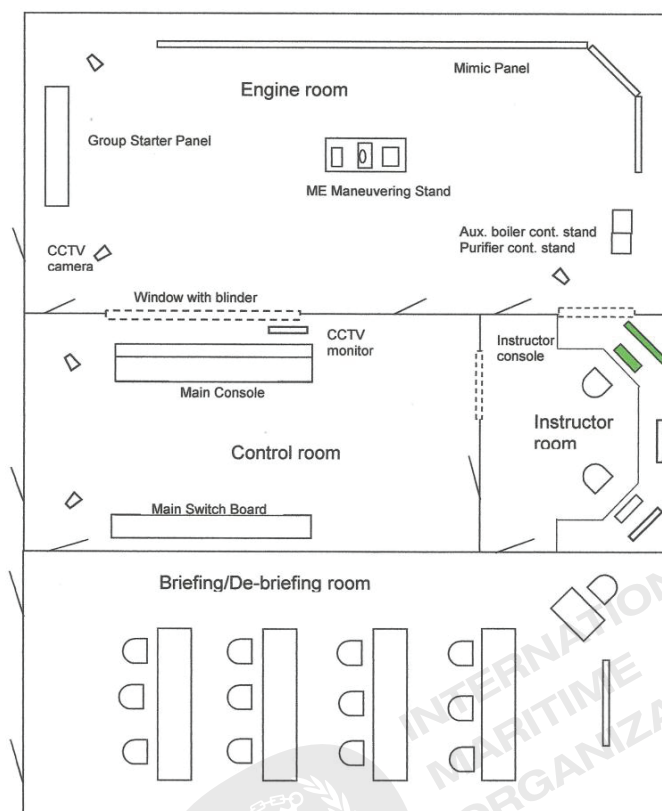 Mimic Panel
Engine room
Group Starter Panel
ME Maneuvering Stand
Aux. boiler cont. stand
Purifier cont. stand
CCTV
camera
Window with blinder
CCTV
monitor
Instructor
console
Main Console
Instructor
room
Control room
Main Switch Board
Briefing/De-briefing room
INTERNATION
MARITIME
ORGANIZA